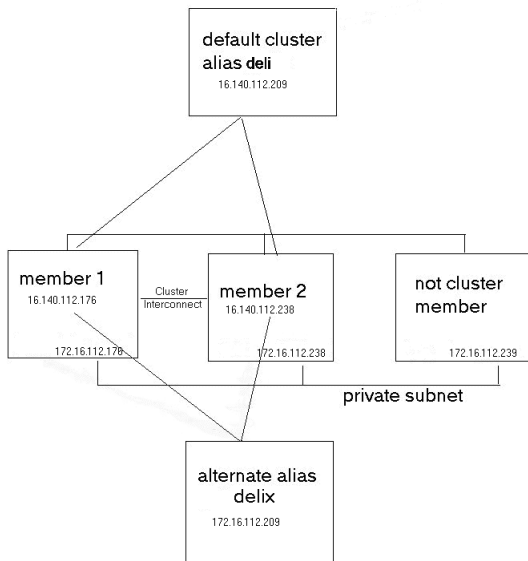 default cluster
alias deli
16.140.112.209
member 1
16.140.112.176
172.16.112.176
Cluster
Interconnect
member 2
16.140.112.238
172.16.112.238
not cluster
member
172.16.112.239
private subnet
alternate alias
delix
172.16.112.209